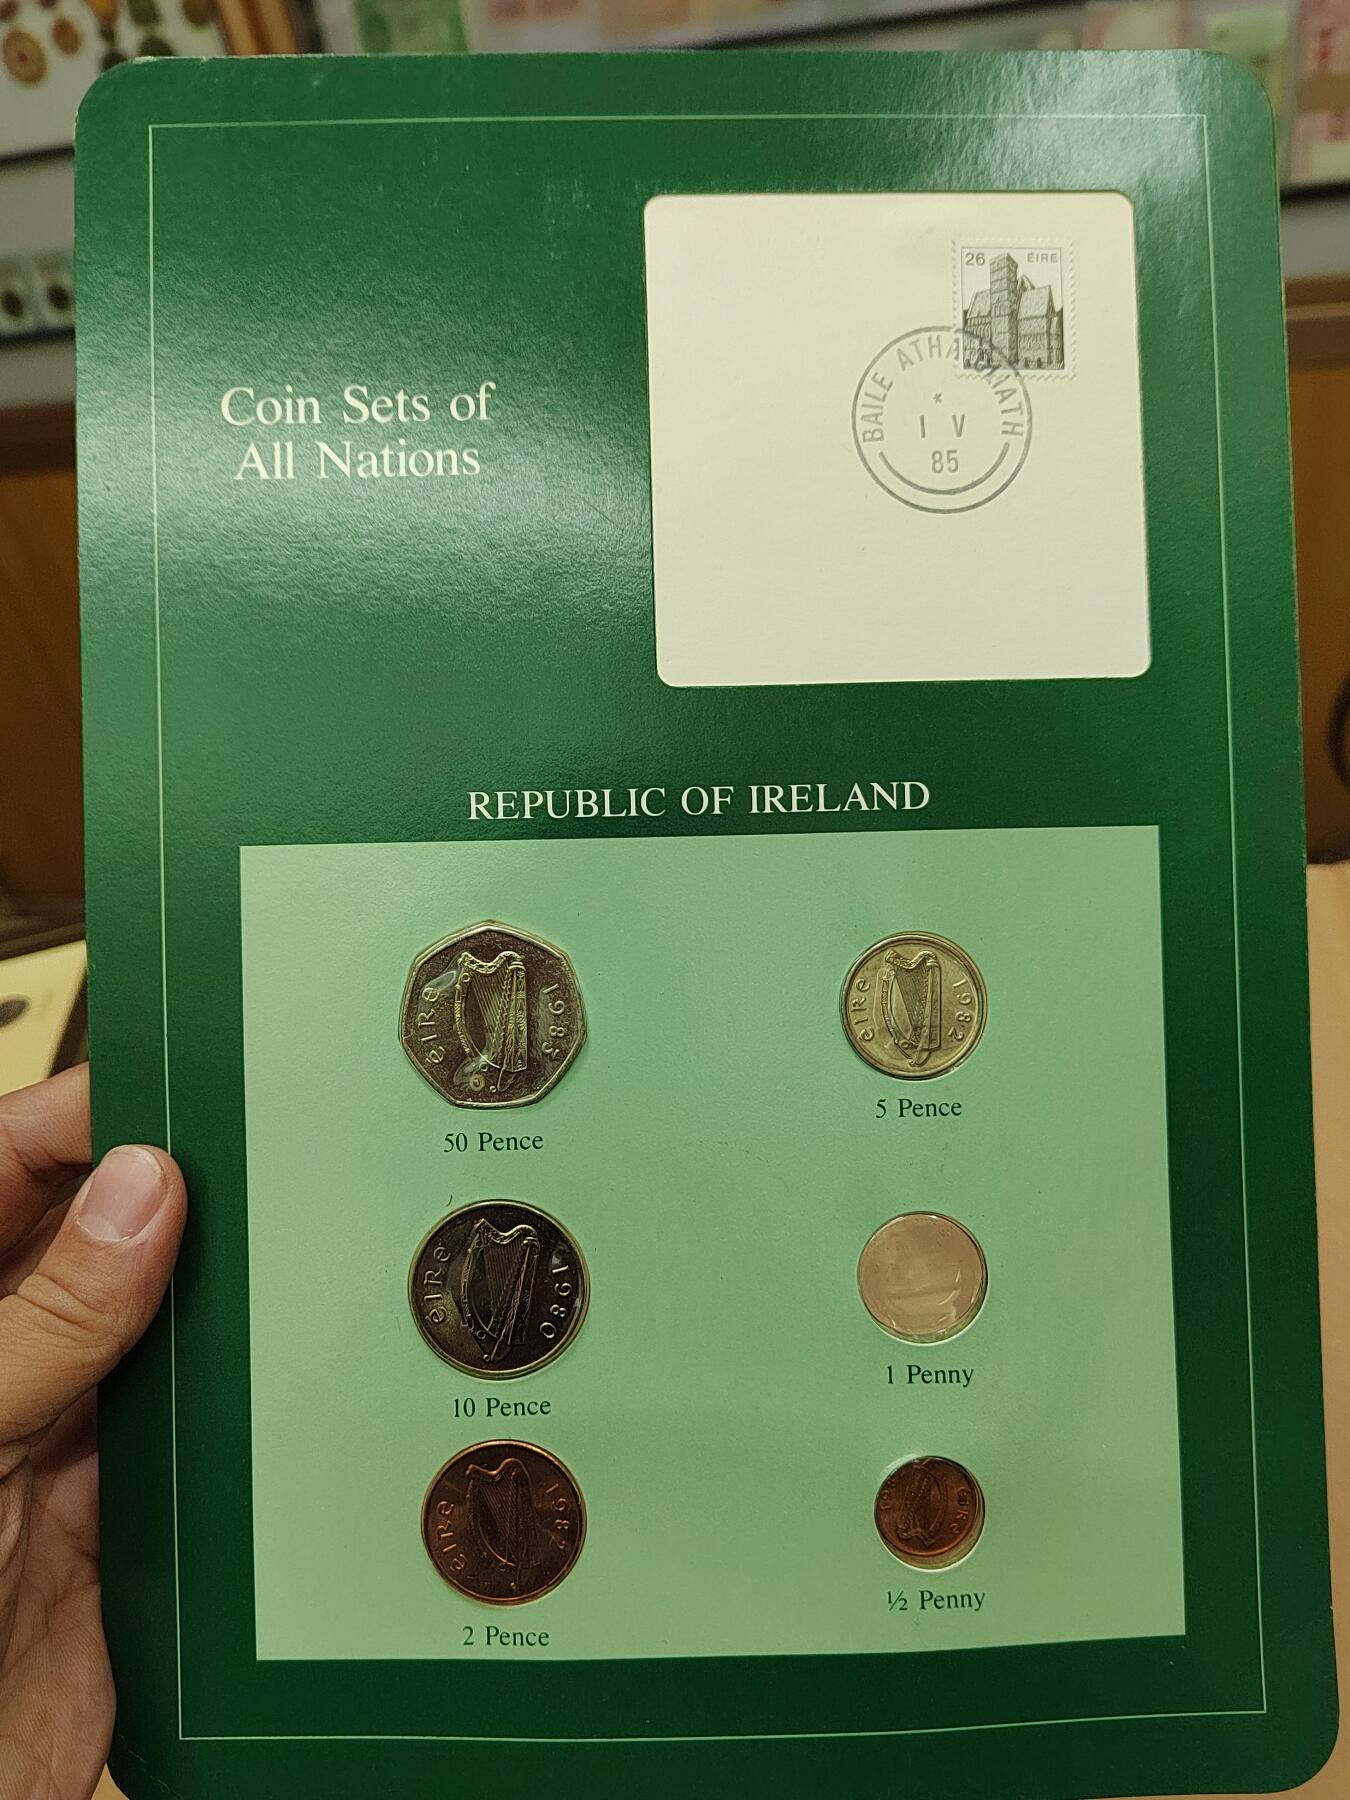 Coin Sets of
All Nations
26 ÉIRE
BAILE ATHA CLIATH
*
I V
85
REPUBLIC OF IRELAND
éIRe 1983
50 Pence
éIRe 1982
5 Pence
éIRe 1980
10 Pence
1 Penny
éIRe 1982
2 Pence
éIRe
½ Penny